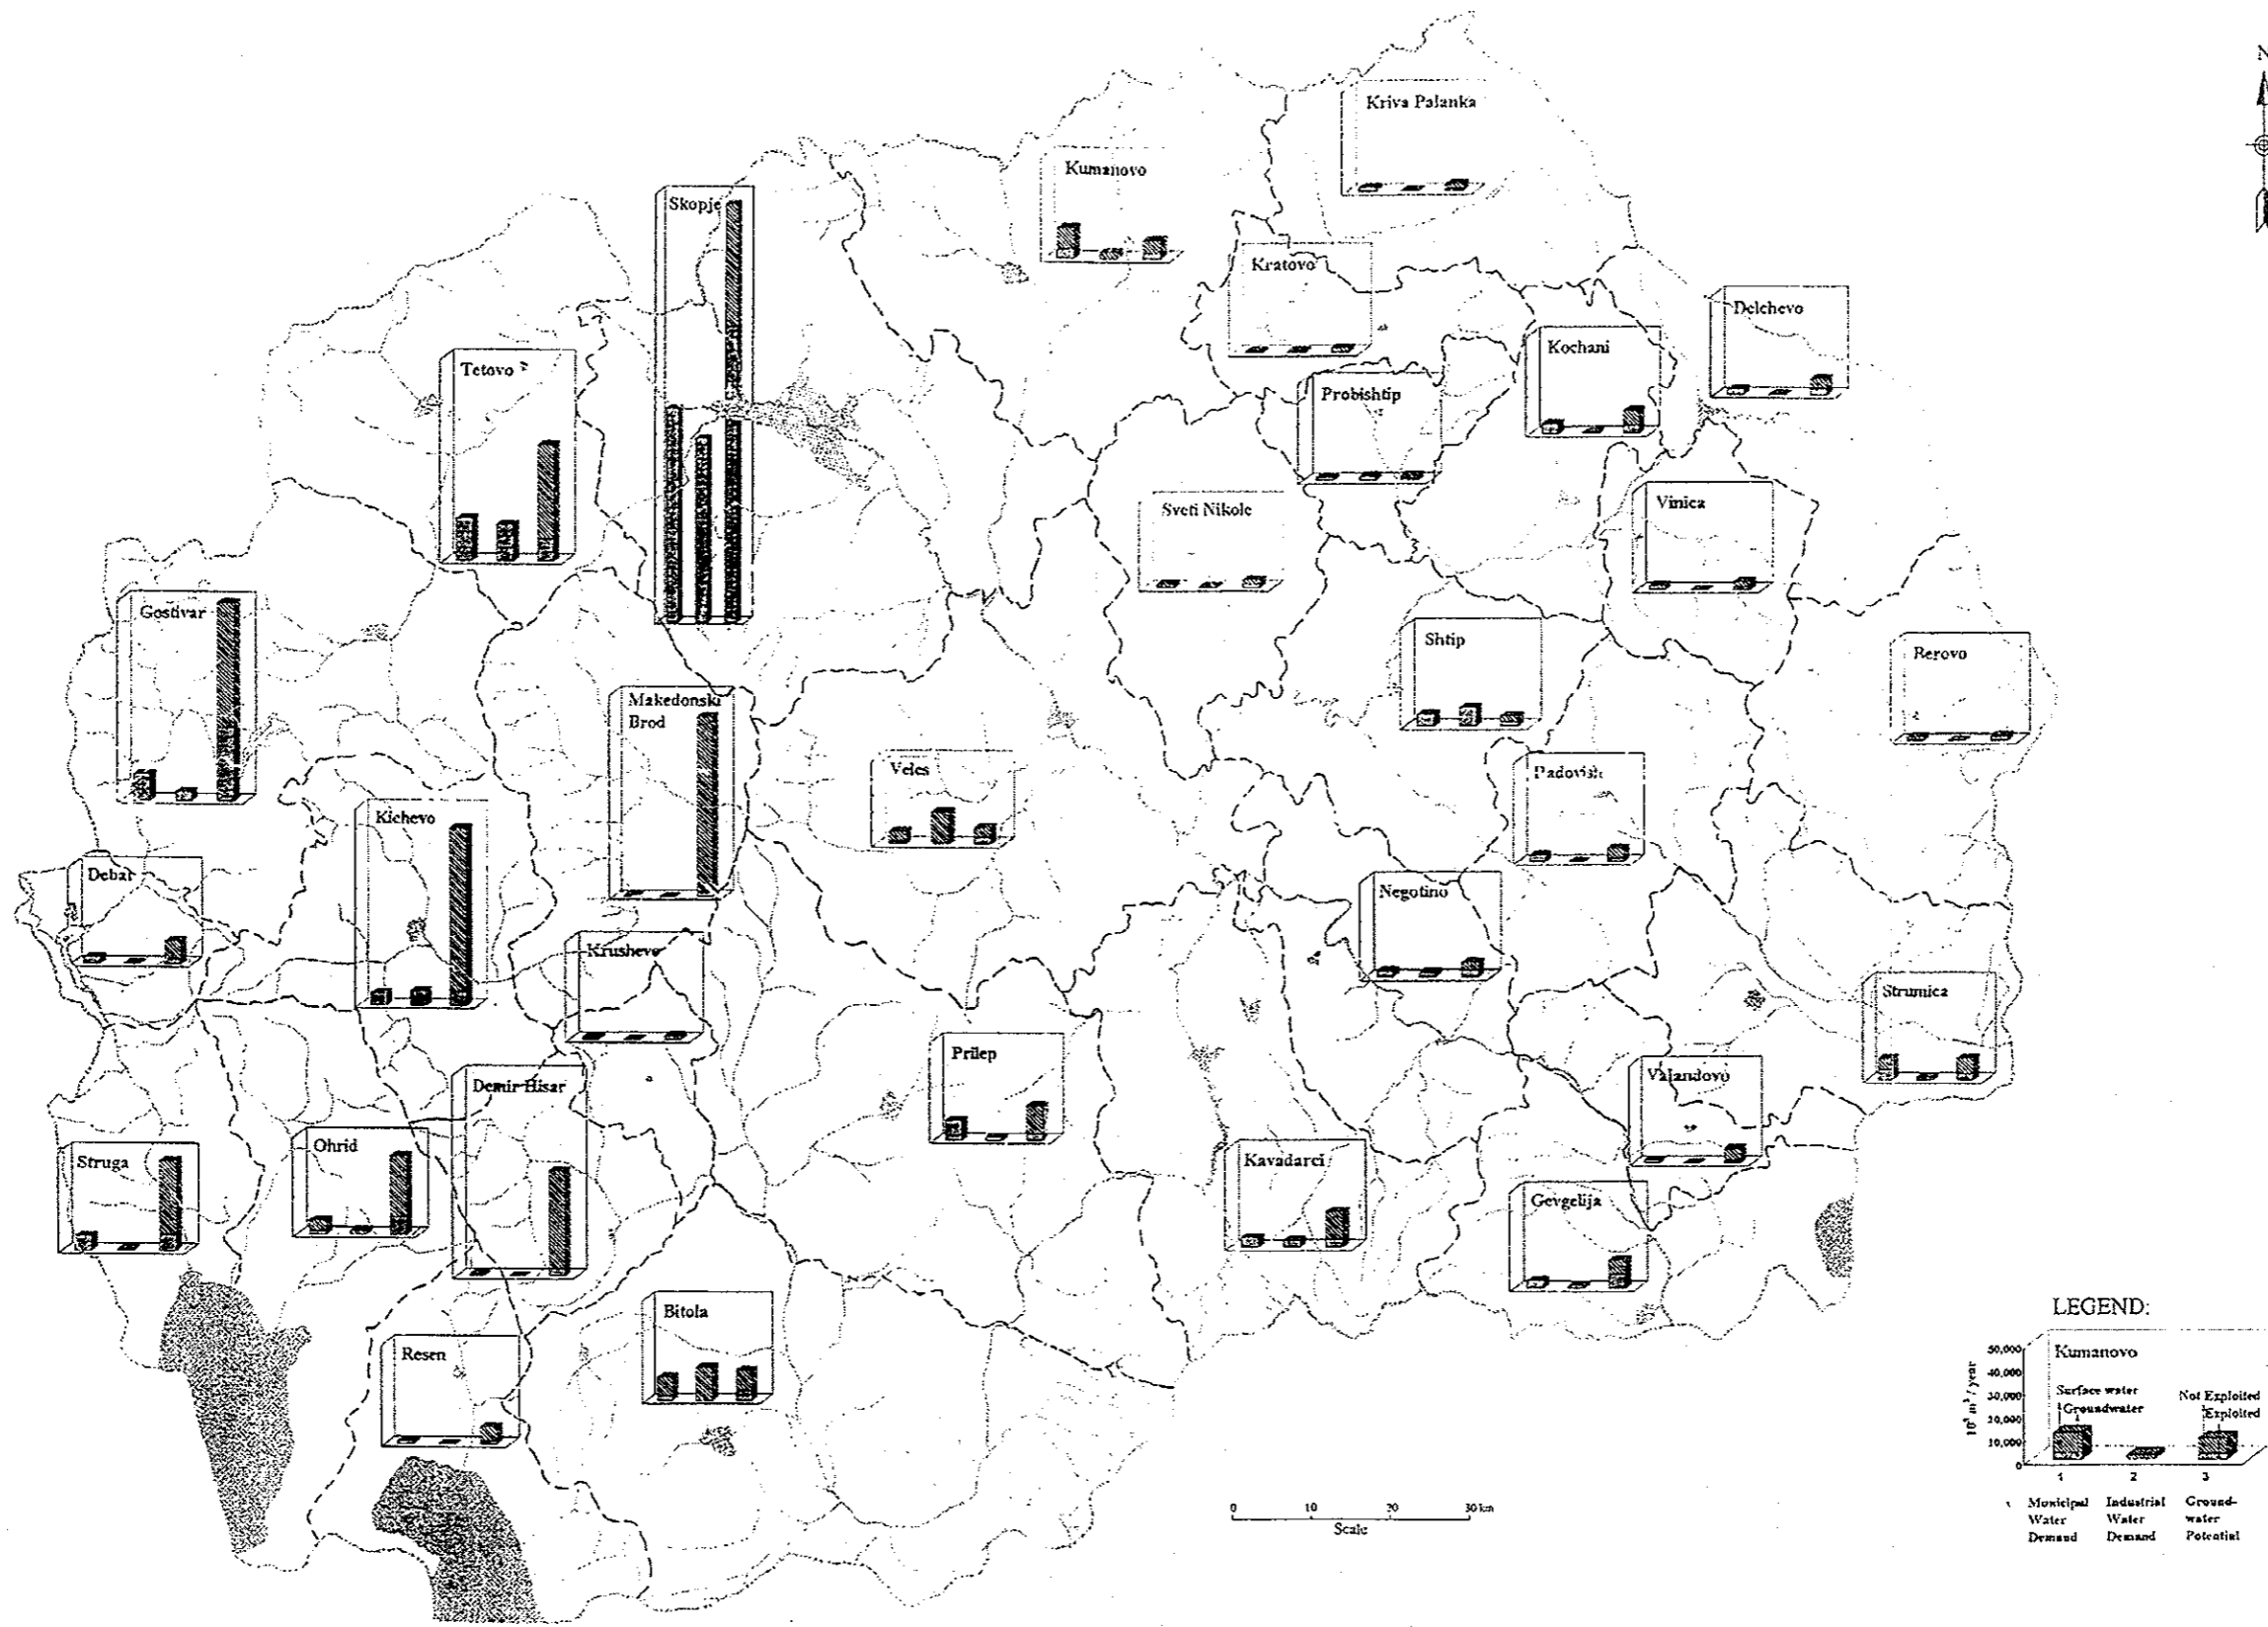 N
Kriva Palanka
Kumanovo
Skopje
Kratovo
Delchevo
Kochani
Tetovo
Probishtip
Vinica
Sveti Nikole
Gostivar
Shtip
Berovo
Makedonski
Brod
Veles
Kichevo
Debar
Negotino
Krushevo
Strumica
Prilep
Valandovo
Demir Hisar
Ohrid
Struga
Kavadarci
Gevgelija
Bitola
Resen
LEGEND:
50,000
40,000
30,000
20,000
10,000
0
10³ m³ / year
Kumanovo
Surface water
Groundwater
Not Exploited
Exploited
1 2 3
Municipal
Water
Demand
Industrial
Water
Demand
Ground-
water
Potential
0 10 20 30 km
Scale